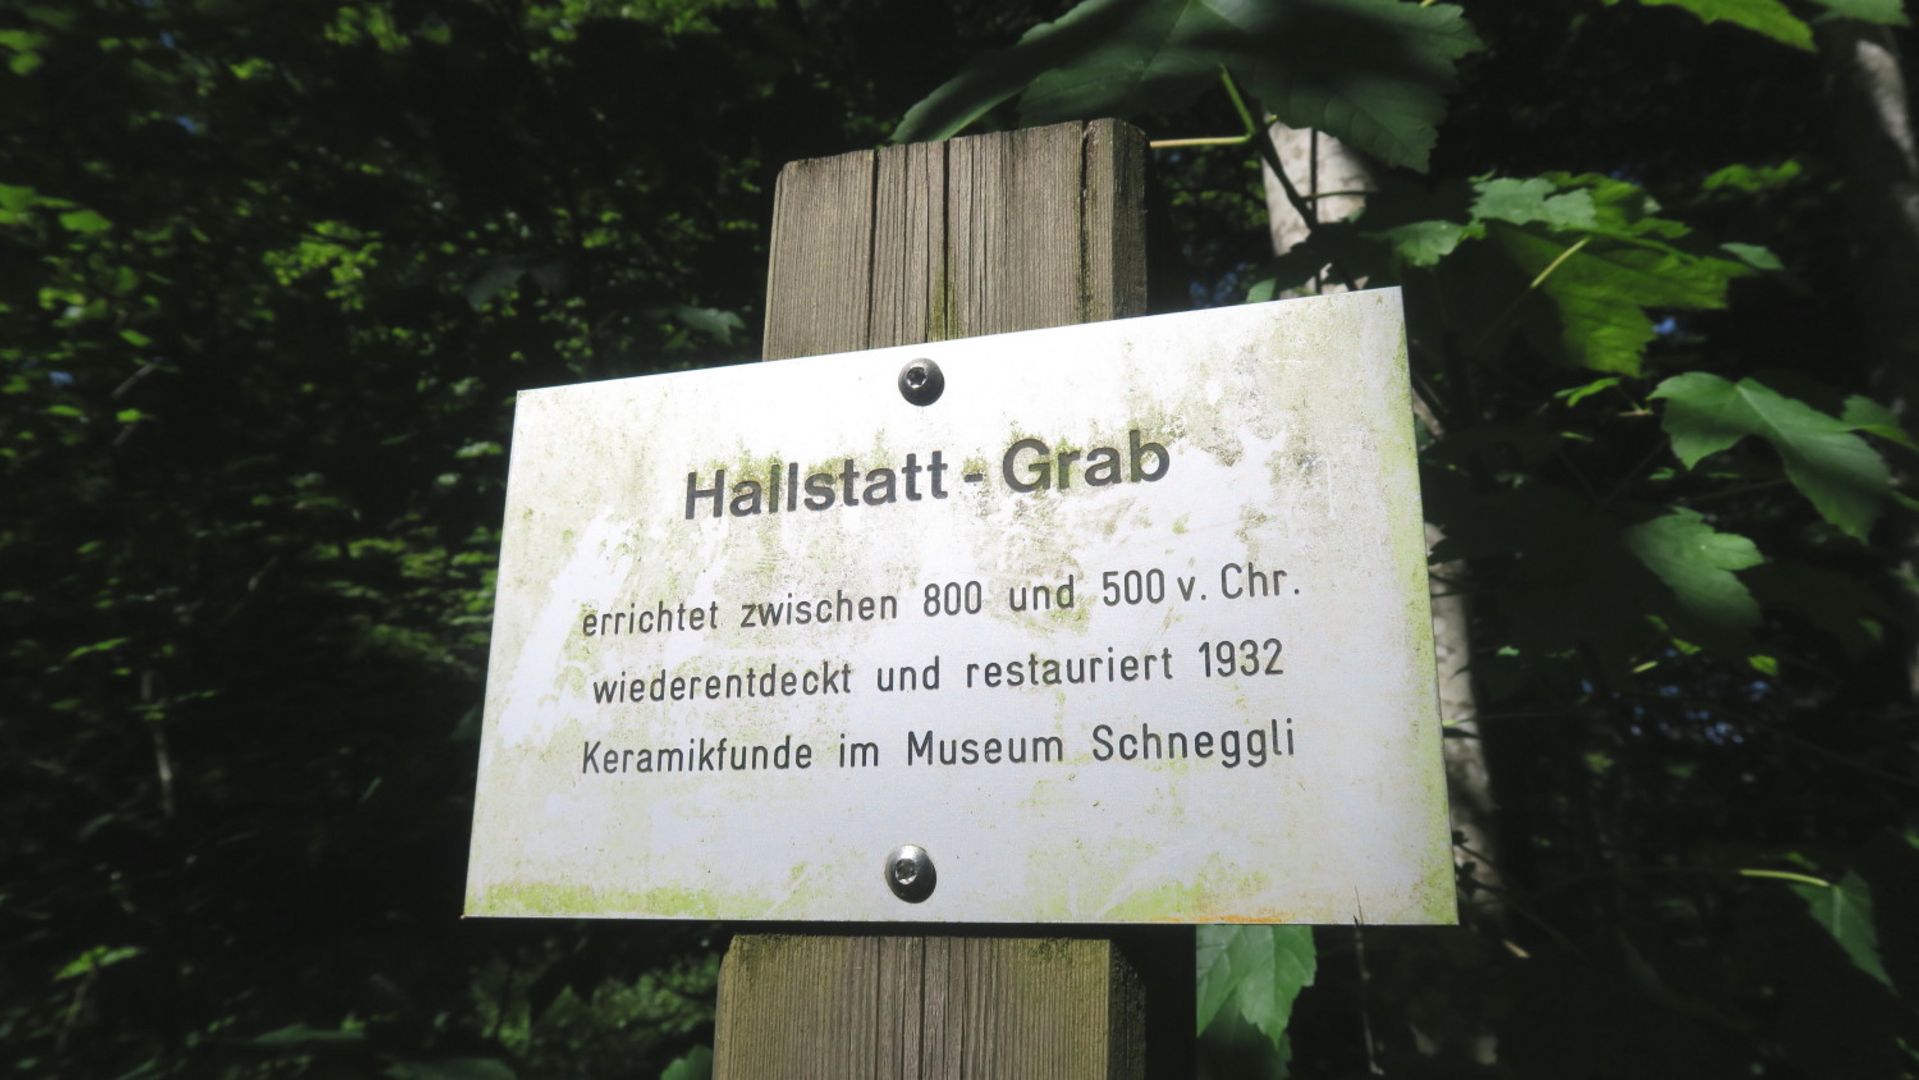 Hallstatt - Grab
errichtet zwischen 800 und 500 v. Chr.
wiederentdeckt und restauriert 1932
Keramikfunde im Museum Schneggli